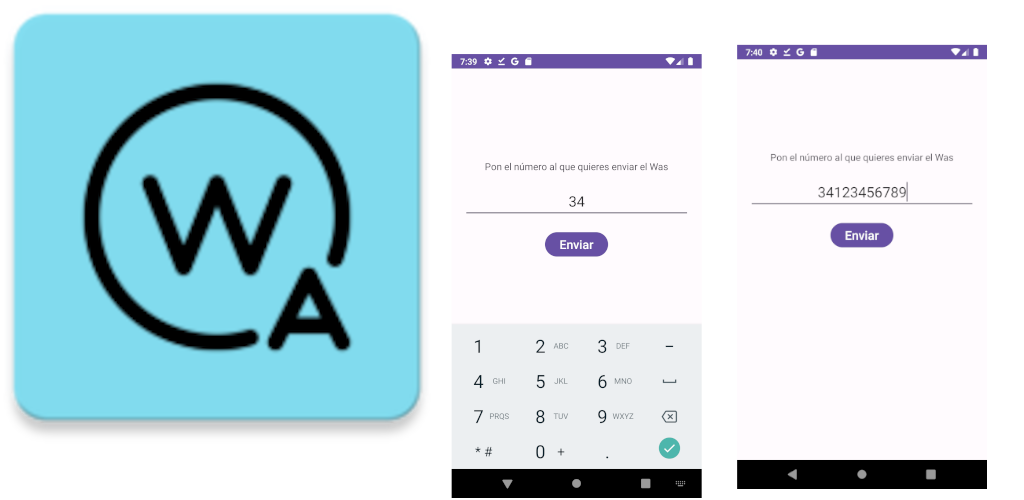 W
A
7:39
Pon el número al que quieres enviar el Was
34
Enviar
1 2 ABC 3 DEF –
4 GHI 5 JKL 6 MNO
7 PRQS 8 TUV 9 WXYZ
* # 0 + .
7:40
Pon el número al que quieres enviar el Was
34123456789
Enviar